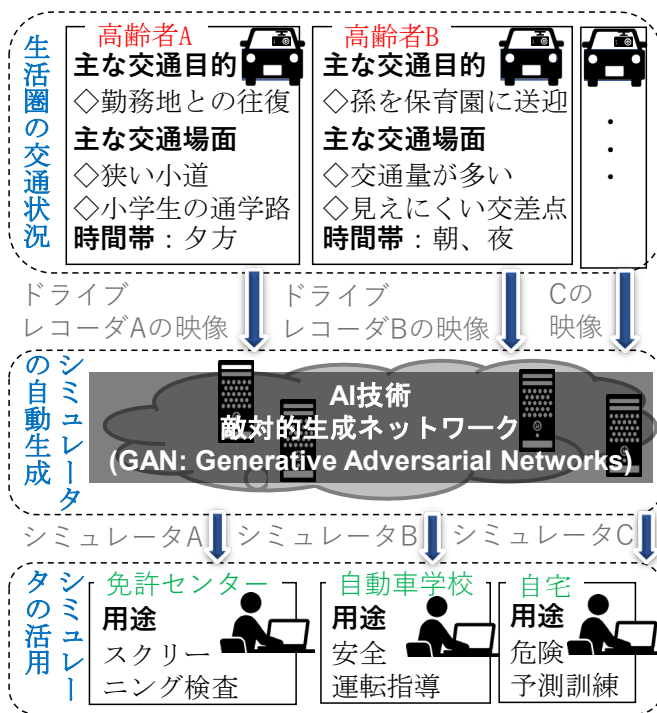 生活圏の交通状況
高齢者A
主な交通目的
◇勤務地との往復
主な交通場面
◇狭い小道
◇小学生の通学路
時間帯：夕方
高齢者B
主な交通目的
◇孫を保育園に送迎
主な交通場面
◇交通量が多い
◇見えにくい交差点
時間帯：朝、夜
・
・
・
ドライブ
レコーダAの映像
ドライブ
レコーダBの映像
Cの
映像
シミュレータ
の自動生成
AI技術
敵対的生成ネットワーク
(GAN: Generative Adversarial Networks)
シミュレータA
シミュレータB
シミュレータC
シミュレー
タの活用
免許センター
用途
スクリー
ニング検査
自動車学校
用途
安全
運転指導
自宅
用途
危険
予測訓練